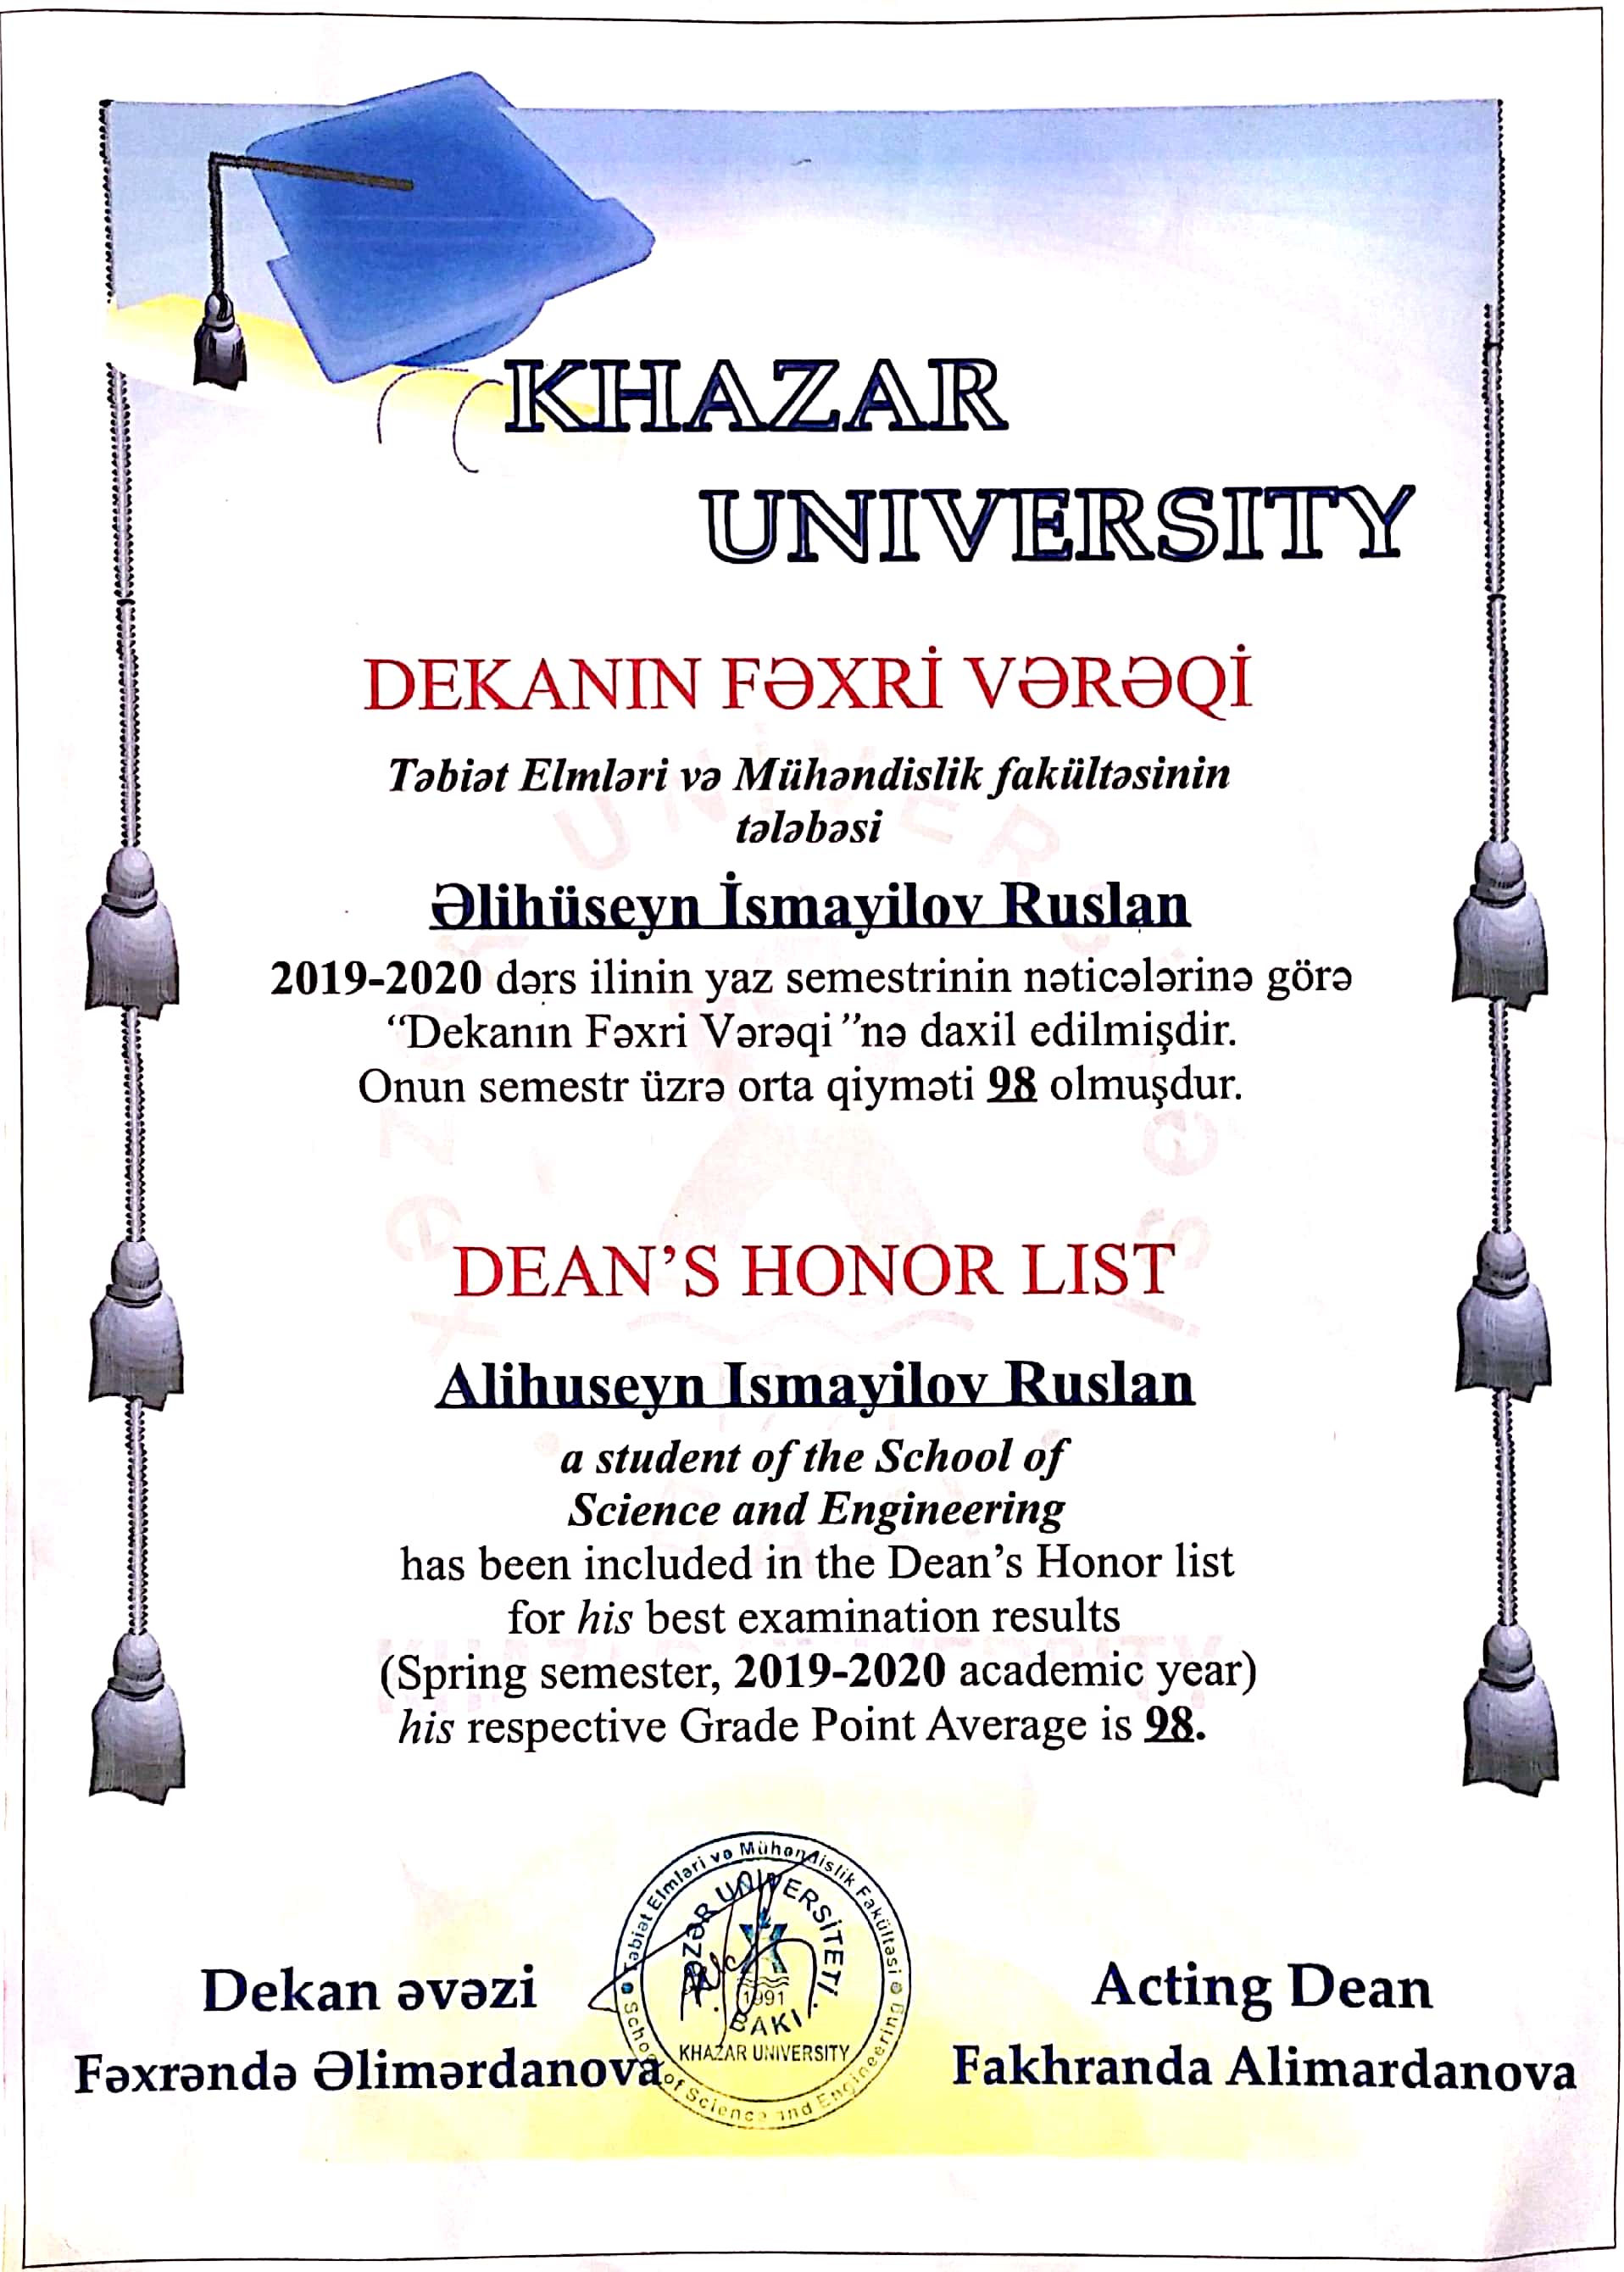 KHAZAR
UNIVERSITY
DEKANIN FƏXRİ VƏRƏQİ
Təbiət Elmləri və Mühəndislik fakültəsinin
tələbəsi
Əlihüseyn İsmayilov Ruslan
2019-2020 dərs ilinin yaz semestrinin nəticələrinə görə
“Dekanın Fəxri Vərəqi”nə daxil edilmişdir.
Onun semestr üzrə orta qiyməti 98 olmuşdur.
DEAN’S HONOR LIST
Alihuseyn Ismayilov Ruslan
a student of the School of
Science and Engineering
has been included in the Dean’s Honor list
for his best examination results
(Spring semester, 2019-2020 academic year)
his respective Grade Point Average is 98.
Təbiət Elmləri və Mühəndislik Fakültəsi
School of Science and Engineering
UNİVERSİTETİ
1991
BAKI
KHAZAR UNIVERSITY
Dekan əvəzi
Fəxrəndə Əlimərdanova
Acting Dean
Fakhranda Alimardanova